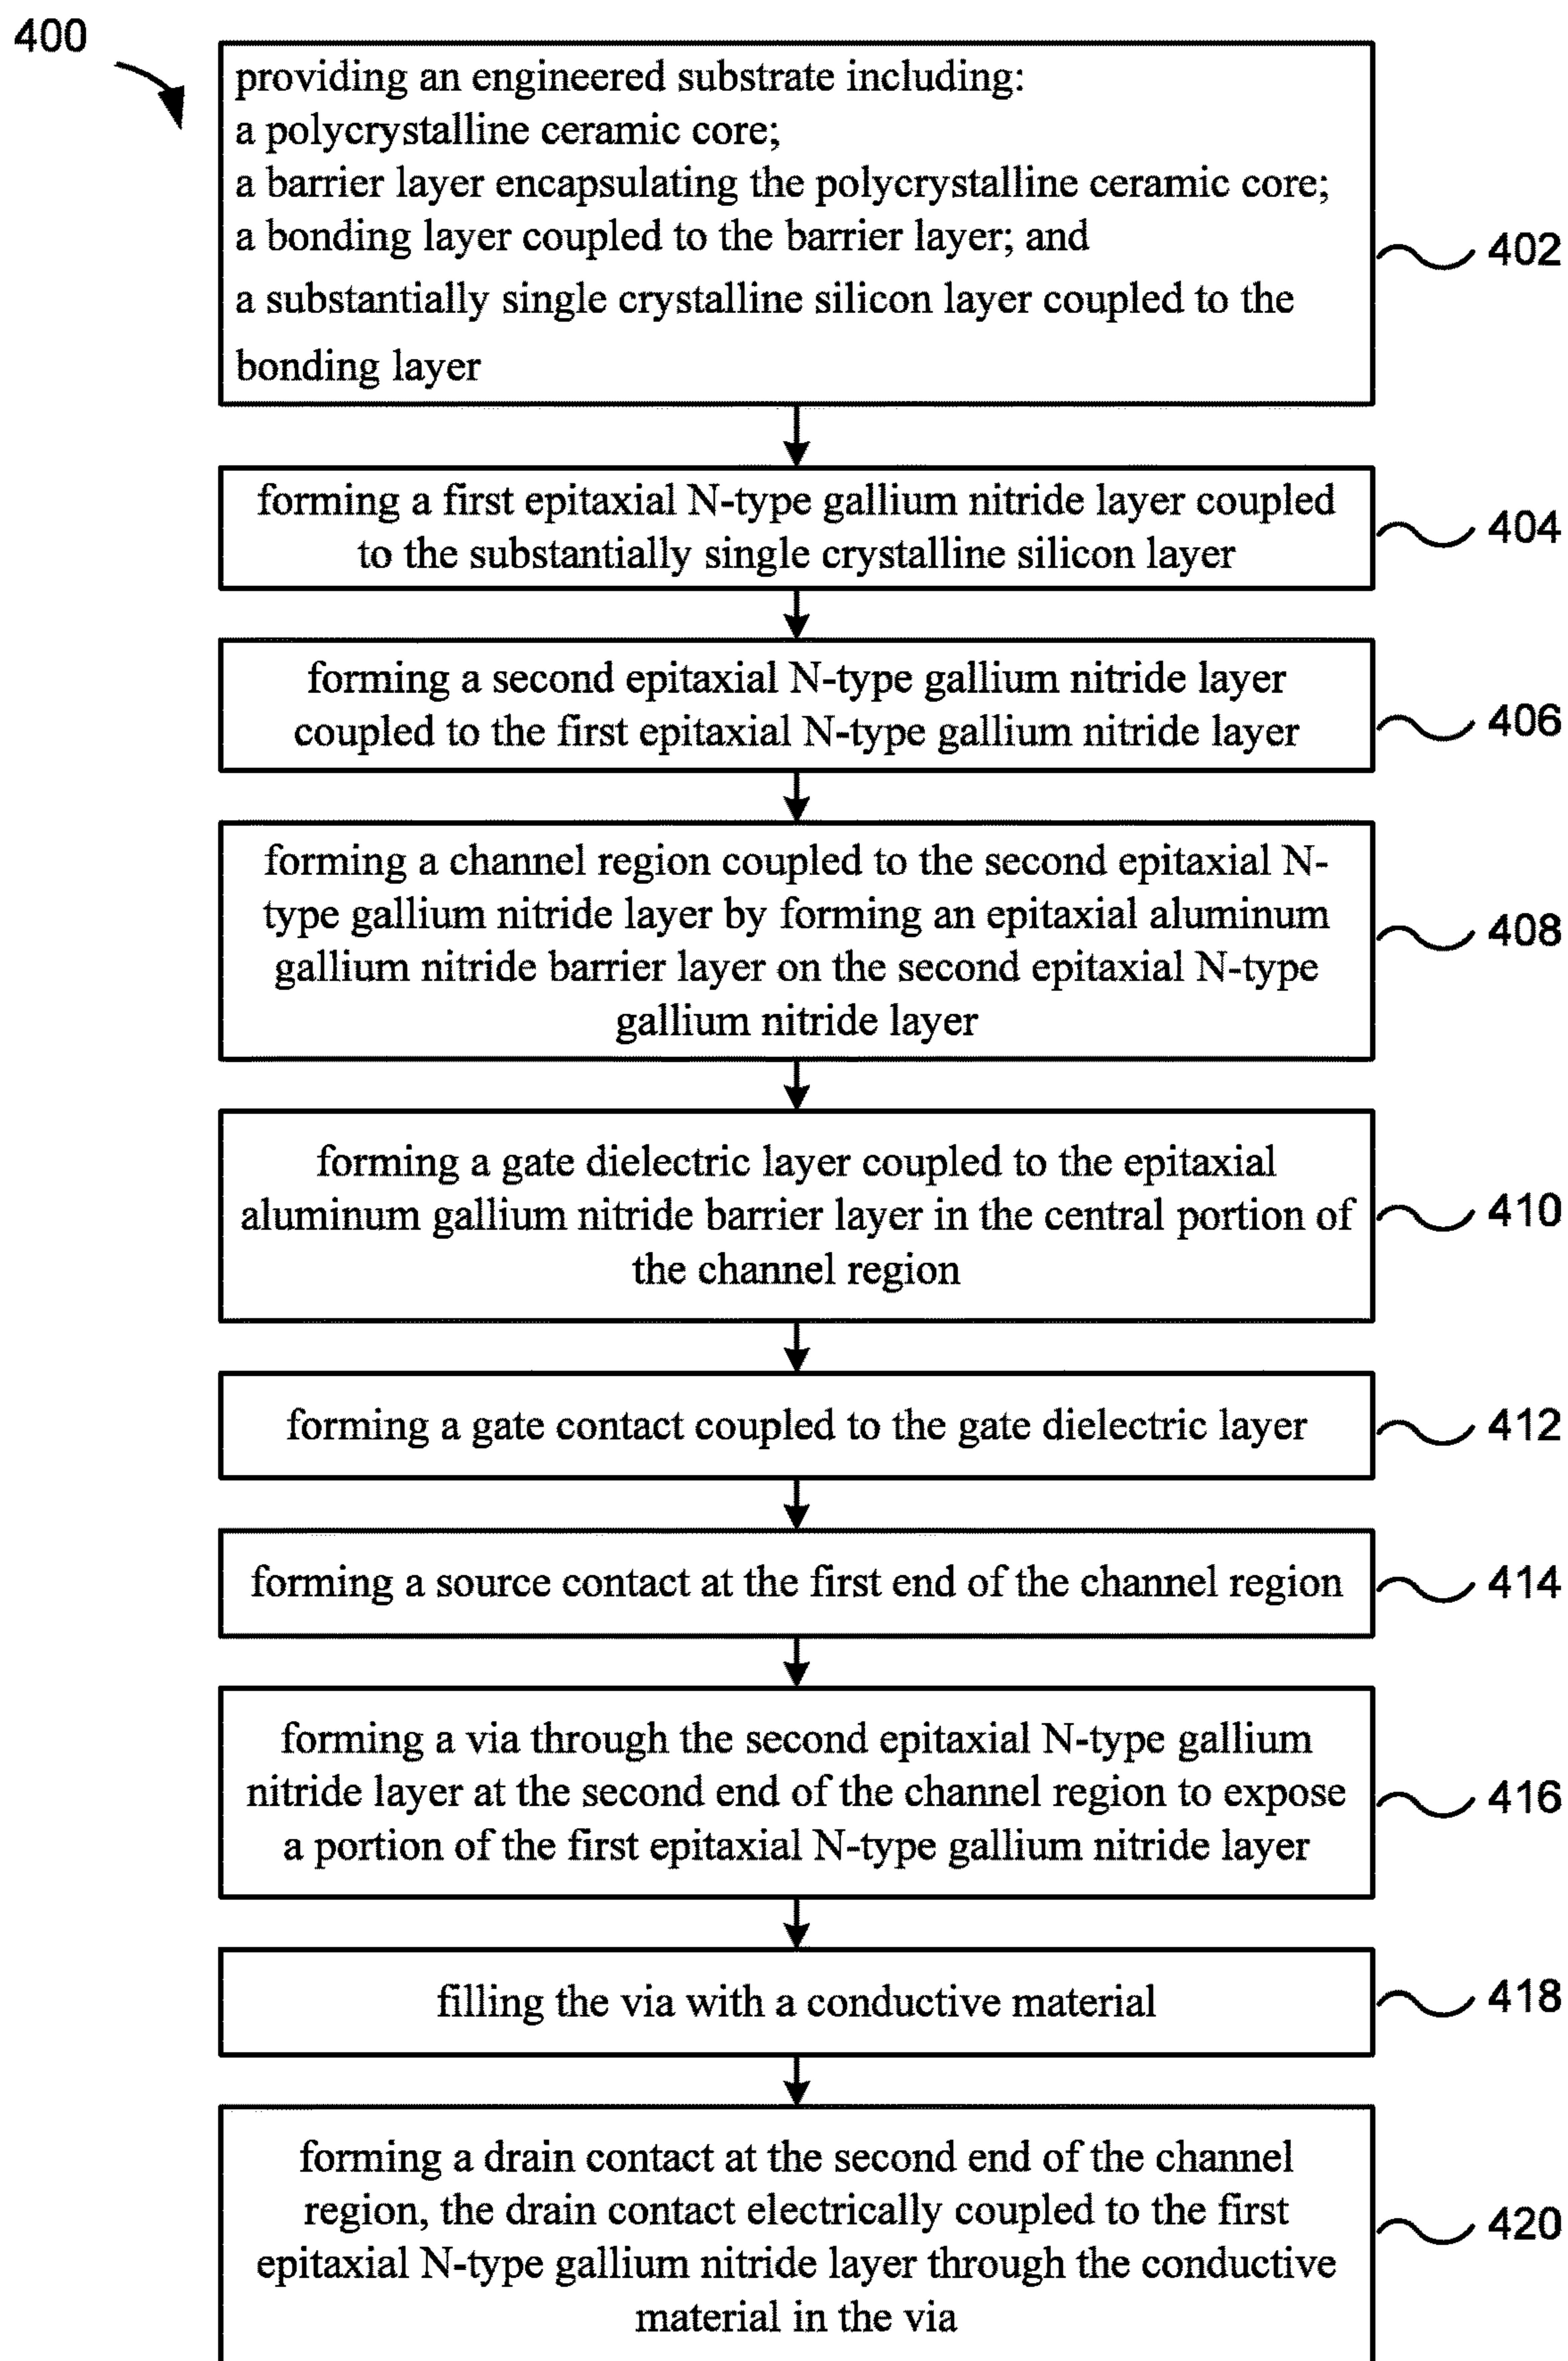 400
providing an engineered substrate including:
a polycrystalline ceramic core;
a barrier layer encapsulating the polycrystalline ceramic core;
a bonding layer coupled to the barrier layer; and
a substantially single crystalline silicon layer coupled to the
bonding layer
402
forming a first epitaxial N-type gallium nitride layer coupled
to the substantially single crystalline silicon layer
404
forming a second epitaxial N-type gallium nitride layer
coupled to the first epitaxial N-type gallium nitride layer
406
forming a channel region coupled to the second epitaxial N-
type gallium nitride layer by forming an epitaxial aluminum
gallium nitride barrier layer on the second epitaxial N-type
gallium nitride layer
408
forming a gate dielectric layer coupled to the epitaxial
aluminum gallium nitride barrier layer in the central portion of
the channel region
410
forming a gate contact coupled to the gate dielectric layer
412
forming a source contact at the first end of the channel region
414
forming a via through the second epitaxial N-type gallium
nitride layer at the second end of the channel region to expose
a portion of the first epitaxial N-type gallium nitride layer
416
filling the via with a conductive material
418
forming a drain contact at the second end of the channel
region, the drain contact electrically coupled to the first
epitaxial N-type gallium nitride layer through the conductive
material in the via
420